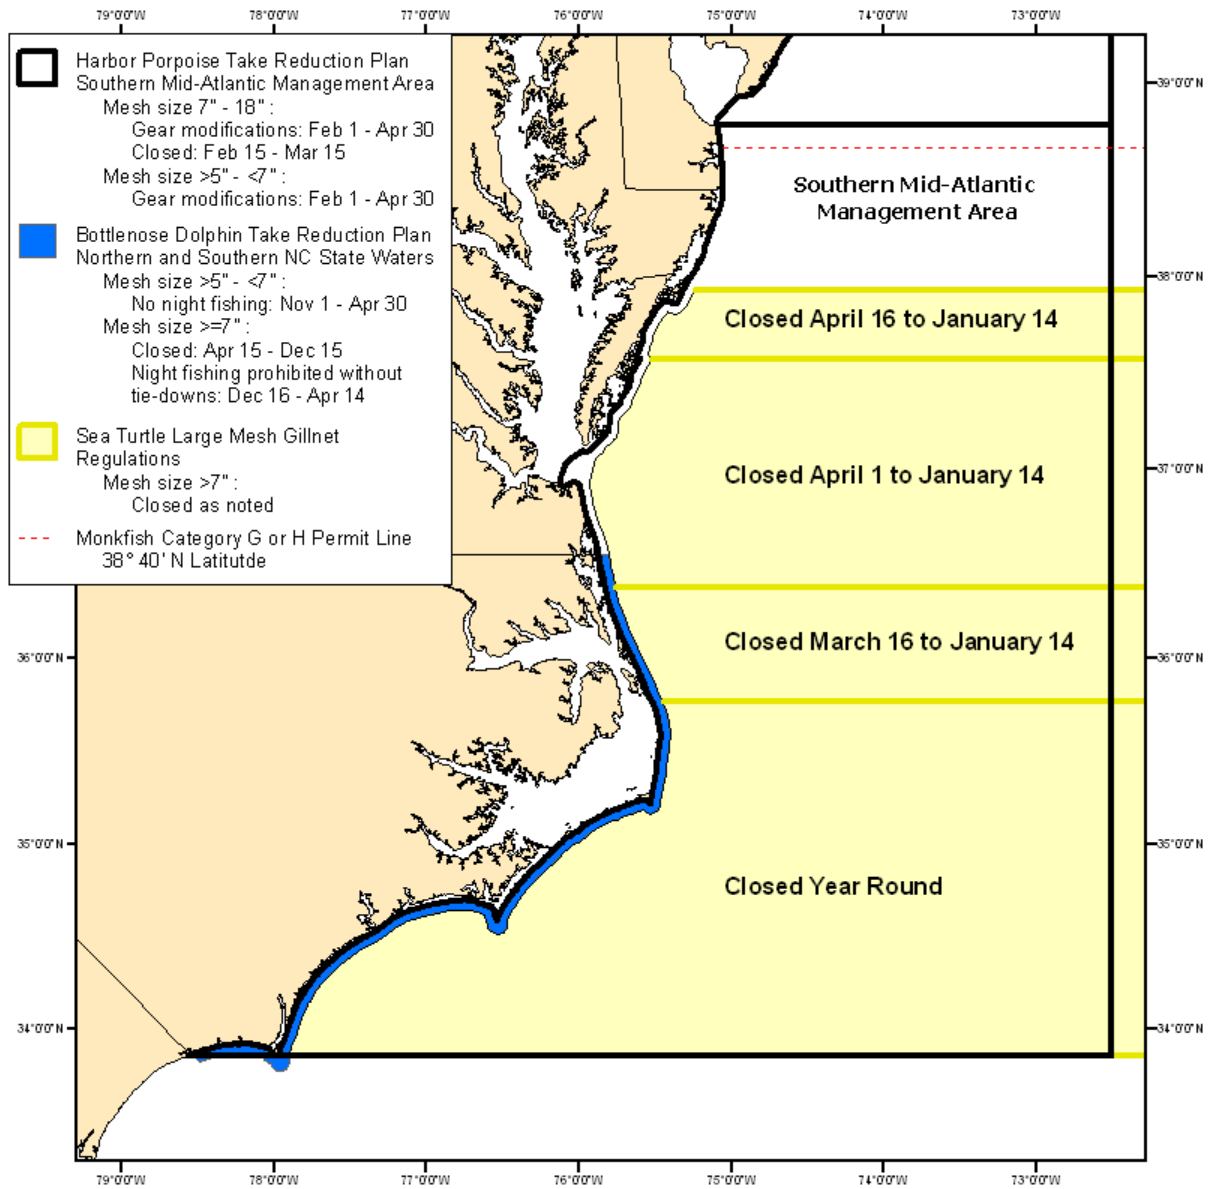 79°0'0"W 78°0'0"W 77°0'0"W 76°0'0"W 75°0'0"W 74°0'0"W 73°0'0"W
Harbor Porpoise Take Reduction Plan
Southern Mid-Atlantic Management Area
Mesh size 7" - 18" :
Gear modifications: Feb 1 - Apr 30
Closed: Feb 15 - Mar 15
Mesh size >5" - <7" :
Gear modifications: Feb 1 - Apr 30
Bottlenose Dolphin Take Reduction Plan
Northern and Southern NC State Waters
Mesh size >5" - <7" :
No night fishing: Nov 1 - Apr 30
Mesh size >=7" :
Closed: Apr 15 - Dec 15
Night fishing prohibited without
tie-downs: Dec 16 - Apr 14
Sea Turtle Large Mesh Gillnet
Regulations
Mesh size >7" :
Closed as noted
Monkfish Category G or H Permit Line
38° 40' N Latitutde
Southern Mid-Atlantic
Management Area
Closed April 16 to January 14
Closed April 1 to January 14
Closed March 16 to January 14
Closed Year Round
39°0'0"N
38°0'0"N
37°0'0"N
36°0'0"N 36°0'0"N
35°0'0"N 35°0'0"N
34°0'0"N 34°0'0"N
79°0'0"W 78°0'0"W 77°0'0"W 76°0'0"W 75°0'0"W 74°0'0"W 73°0'0"W